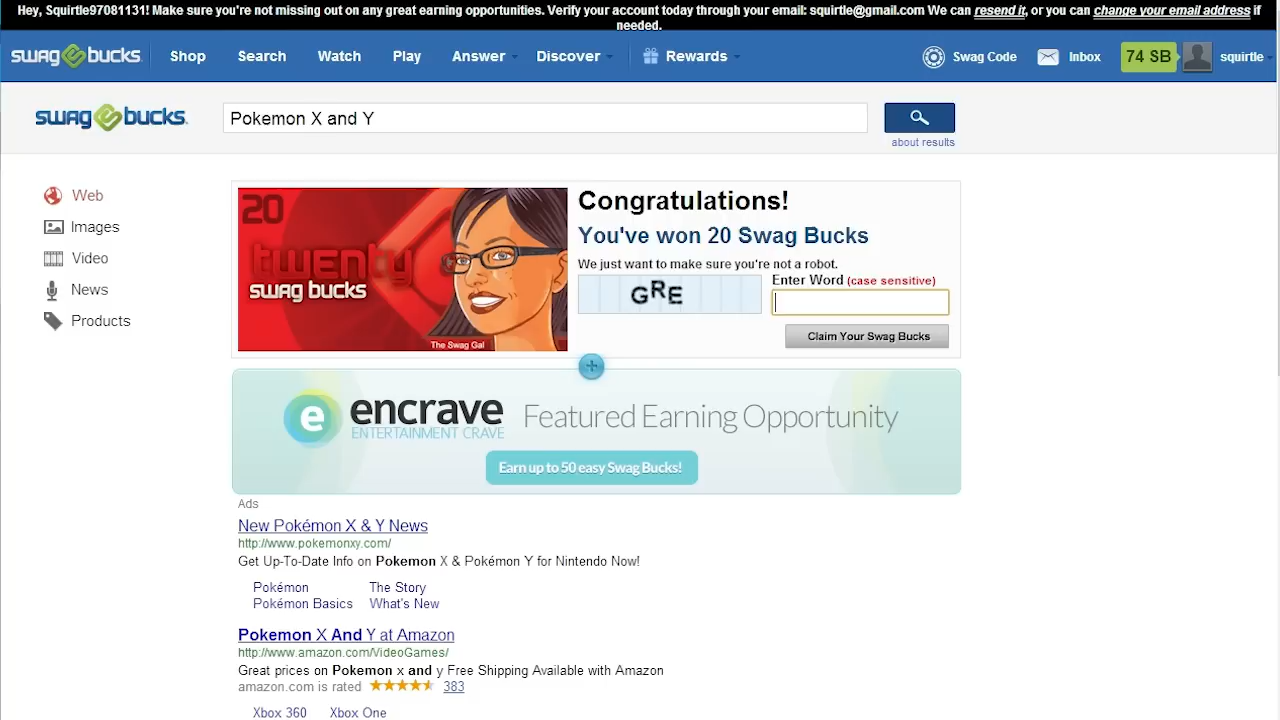 Hey, Squirtle97081131! Make sure you're not missing out on any great earning opportunities. Verify your account today through your email: squirtle@gmail.com We can resend it, or you can change your email address if
needed.
swag bucks Shop Search Watch Play Answer Discover Rewards Swag Code Inbox 74 SB squirtle
swag bucks Pokemon X and Y
about results
Web
Images
Video
News
Products
20
twenty
swag bucks
The Swag Gal
Congratulations!
You've won 20 Swag Bucks
We just want to make sure you're not a robot.
GRE
Enter Word (case sensitive)
Claim Your Swag Bucks
e encrave Featured Earning Opportunity
ENTERTAINMENT CRAVE
Earn up to 50 easy Swag Bucks!
Ads
New Pokémon X & Y News
http://www.pokemonxy.com/
Get Up-To-Date Info on Pokemon X & Pokémon Y for Nintendo Now!
Pokémon The Story
Pokémon Basics What's New
Pokemon X And Y at Amazon
http://www.amazon.com/VideoGames/
Great prices on Pokemon x and y Free Shipping Available with Amazon
amazon.com is rated 383
Xbox 360 Xbox One